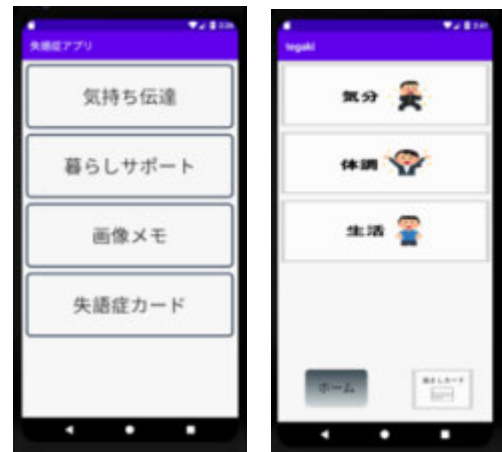 失語症アプリ
気持ち伝達
暮らしサポート
画像メモ
失語症カード
tegaki
気分
体調
生活
ホーム